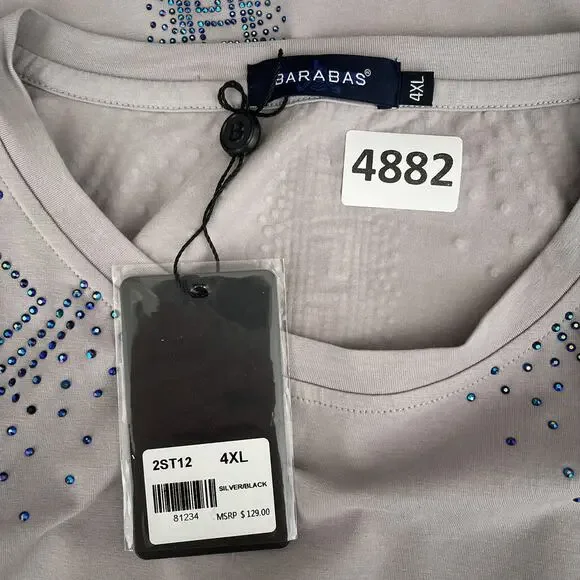 BARABAS®
4XL
4882
B
2ST12 4XL
SILVER/BLACK
81234 MSRP $129.00